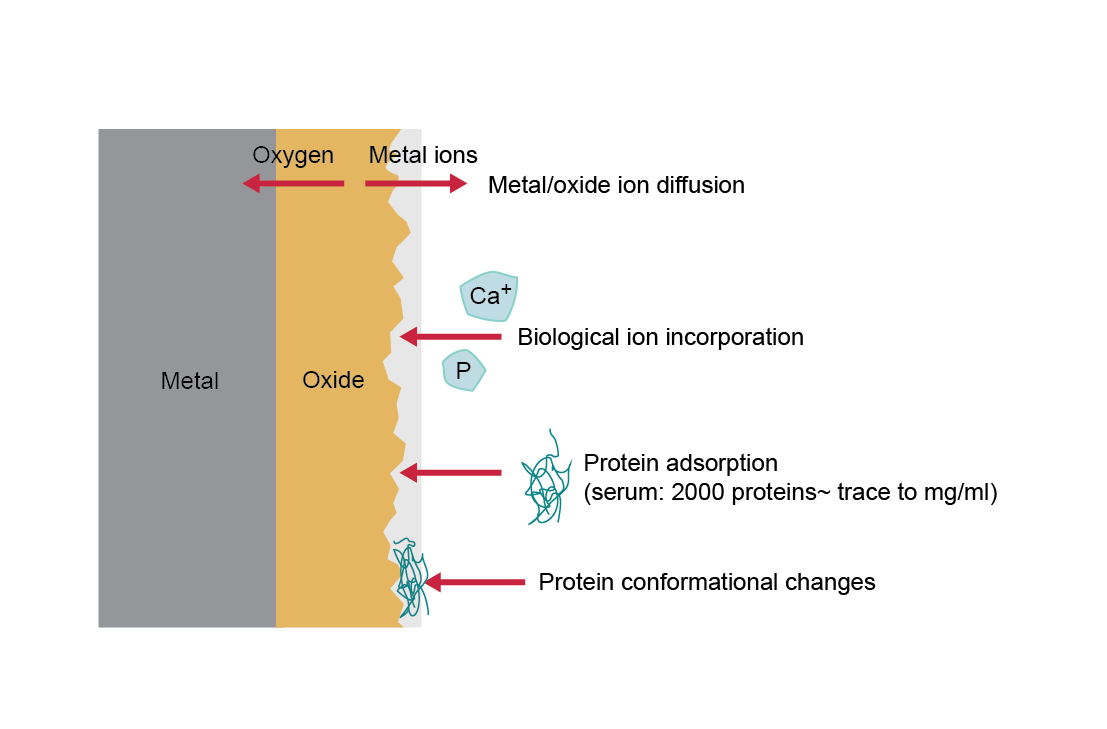 Oxygen
Metal ions
Metal/oxide ion diffusion
Ca⁺
Biological ion incorporation
P
Metal
Oxide
Protein adsorption
(serum: 2000 proteins~ trace to mg/ml)
Protein conformational changes